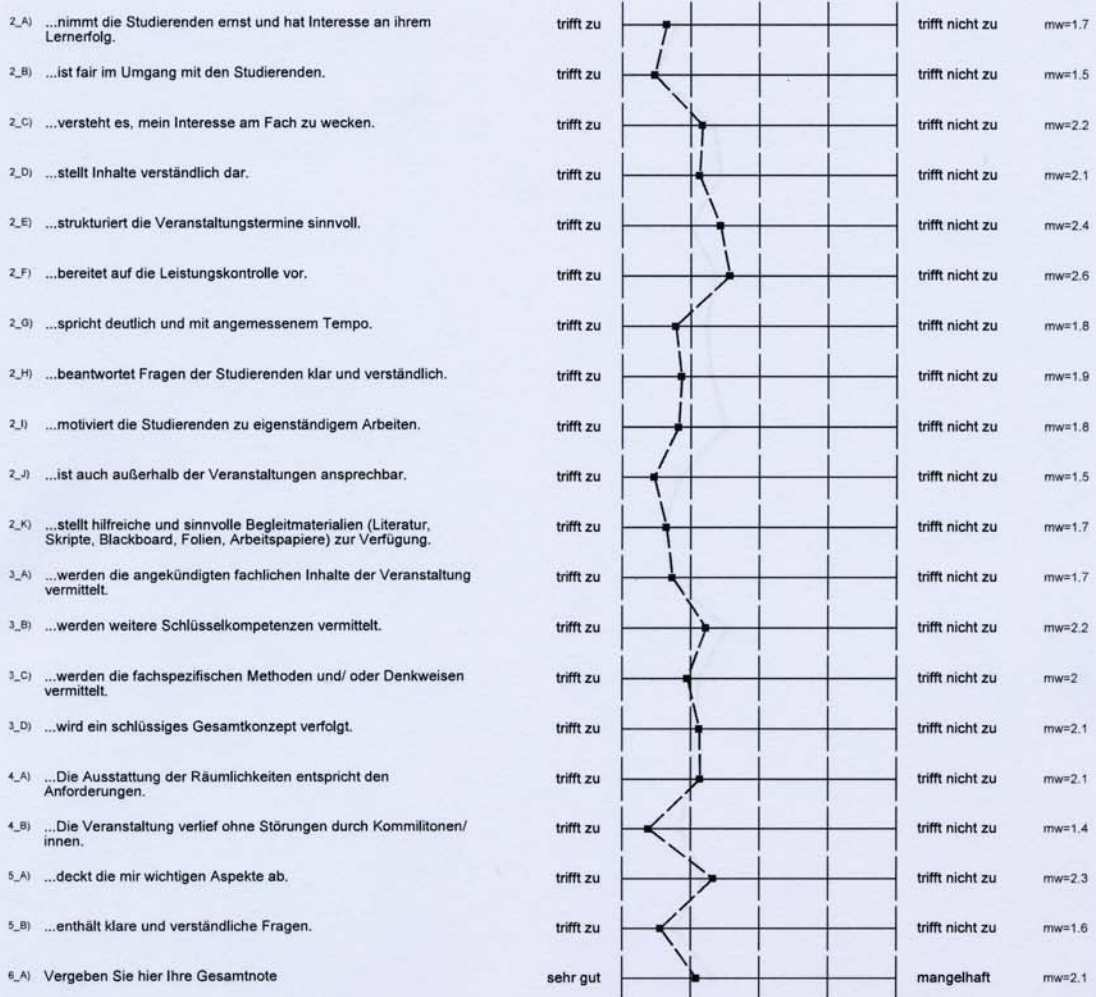 2_A) ...nimmt die Studierenden ernst und hat Interesse an ihrem trifft zu trifft nicht zu mw=1.7
Lernerfolg.
2_B) ...ist fair im Umgang mit den Studierenden. trifft zu trifft nicht zu mw=1.5
2_C) ...versteht es, mein Interesse am Fach zu wecken. trifft zu trifft nicht zu mw=2.2
2_D) ...stellt Inhalte verständlich dar. trifft zu trifft nicht zu mw=2.1
2_E) ...strukturiert die Veranstaltungstermine sinnvoll. trifft zu trifft nicht zu mw=2.4
2_F) ...bereitet auf die Leistungskontrolle vor. trifft zu trifft nicht zu mw=2.6
2_G) ...spricht deutlich und mit angemessenem Tempo. trifft zu trifft nicht zu mw=1.8
2_H) ...beantwortet Fragen der Studierenden klar und verständlich. trifft zu trifft nicht zu mw=1.9
2_I) ...motiviert die Studierenden zu eigenständigem Arbeiten. trifft zu trifft nicht zu mw=1.8
2_J) ...ist auch außerhalb der Veranstaltungen ansprechbar. trifft zu trifft nicht zu mw=1.5
2_K) ...stellt hilfreiche und sinnvolle Begleitmaterialien (Literatur, trifft zu trifft nicht zu mw=1.7
Skripte, Blackboard, Folien, Arbeitspapiere) zur Verfügung.
3_A) ...werden die angekündigten fachlichen Inhalte der Veranstaltung trifft zu trifft nicht zu mw=1.7
vermittelt.
3_B) ...werden weitere Schlüsselkompetenzen vermittelt. trifft zu trifft nicht zu mw=2.2
3_C) ...werden die fachspezifischen Methoden und/ oder Denkweisen trifft zu trifft nicht zu mw=2
vermittelt.
3_D) ...wird ein schlüssiges Gesamtkonzept verfolgt. trifft zu trifft nicht zu mw=2.1
4_A) ...Die Ausstattung der Räumlichkeiten entspricht den trifft zu trifft nicht zu mw=2.1
Anforderungen.
4_B) ...Die Veranstaltung verlief ohne Störungen durch Kommilitonen/ trifft zu trifft nicht zu mw=1.4
innen.
5_A) ...deckt die mir wichtigen Aspekte ab. trifft zu trifft nicht zu mw=2.3
5_B) ...enthält klare und verständliche Fragen. trifft zu trifft nicht zu mw=1.6
6_A) Vergeben Sie hier Ihre Gesamtnote sehr gut mangelhaft mw=2.1